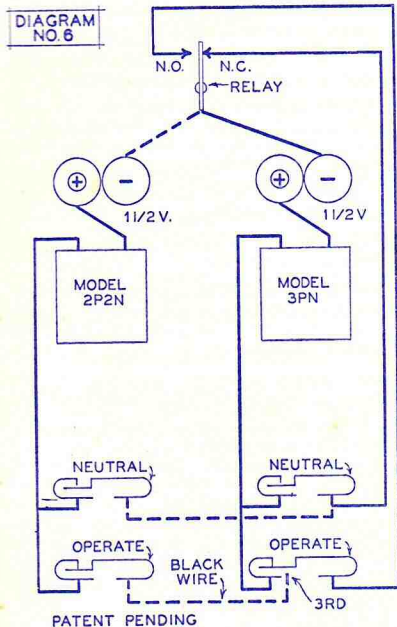 DIAGRAM
NO. 6
N.O.
N.C.
RELAY
+
-
+
-
1 1/2 V.
1 1/2 V
MODEL
2P2N
MODEL
3PN
NEUTRAL
NEUTRAL
OPERATE
BLACK
WIRE
OPERATE
3RD
PATENT PENDING